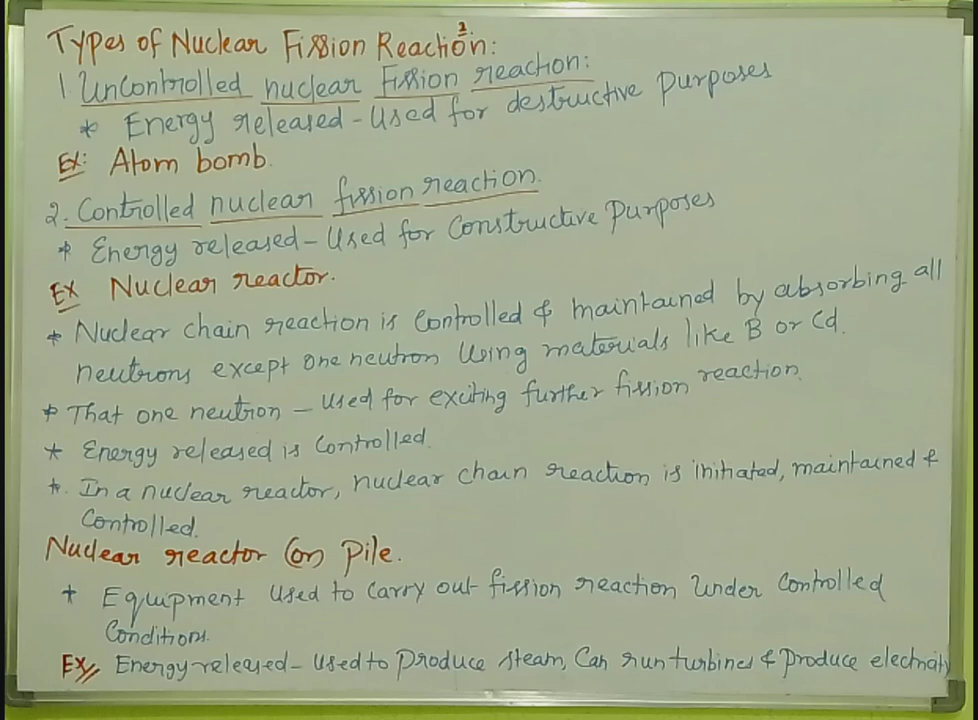 Types of Nuclear Fission Reaction: 2
1. Uncontrolled nuclear Fission reaction:
* Energy released - Used for destructive purposes
Ex: Atom bomb.
2. Controlled nuclear fission reaction.
* Energy released - Used for Constructive Purposes
Ex Nuclear reactor.
* Nuclear chain reaction is Controlled & maintained by absorbing all
neutrons except one neutron Using materials like B or Cd.
* That one neutron - used for exciting further fission reaction.
* Energy released is Controlled.
*. In a nuclear reactor, nuclear chain reaction is initiated, maintained &
Controlled.
Nuclear reactor (or) Pile.
* Equipment Used to Carry out fission reaction Under Controlled
Conditions.
Ex, Energy released - Used to Produce steam, Can run turbines & Produce electricity